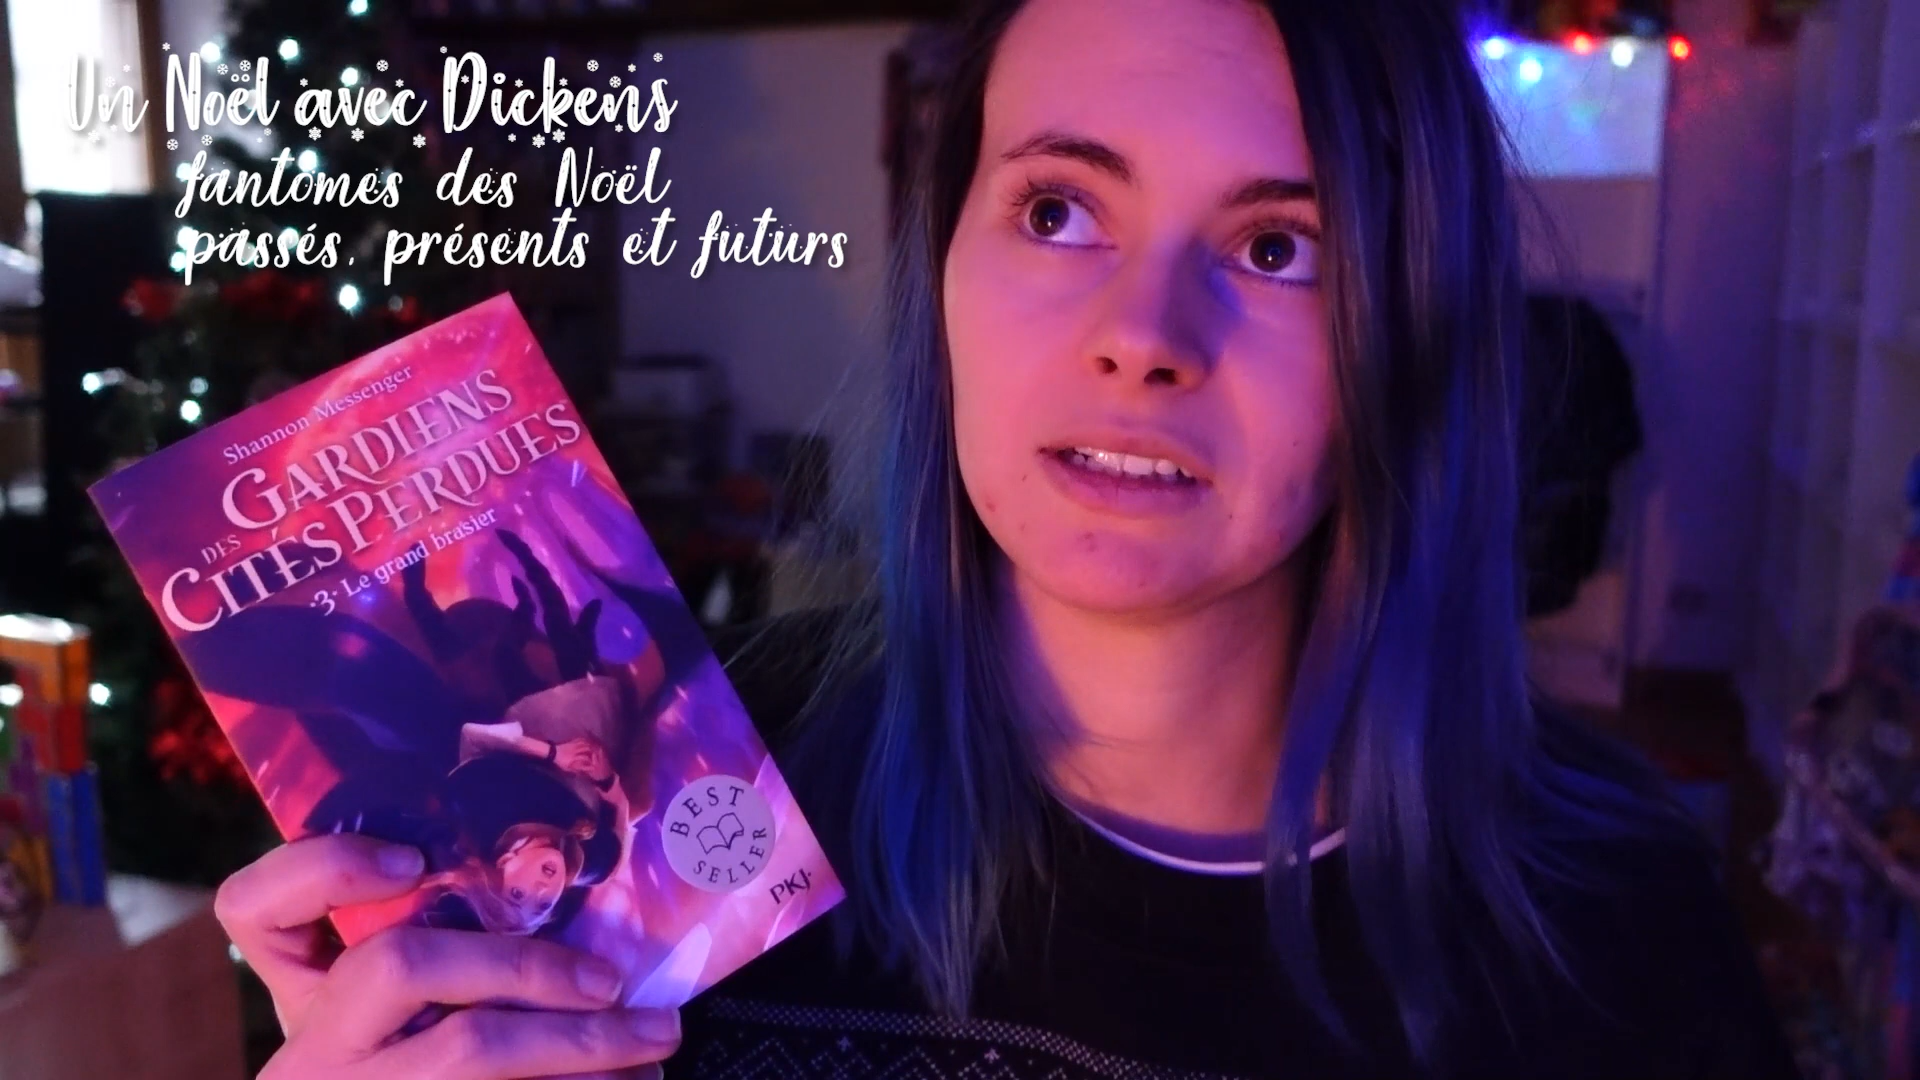 Un Noël avec Dickens
fantômes des Noël
passés, présents et futurs
Shannon Messenger
GARDIENS
DES
CITÉS PERDUES
·3· Le grand brasier
BEST
SELLER
PKJ·